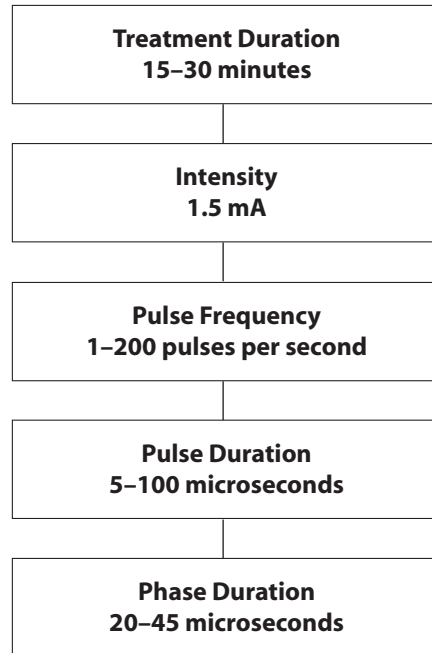 Treatment Duration
15–30 minutes
Intensity
1.5 mA
Pulse Frequency
1–200 pulses per second
Pulse Duration
5–100 microseconds
Phase Duration
20–45 microseconds